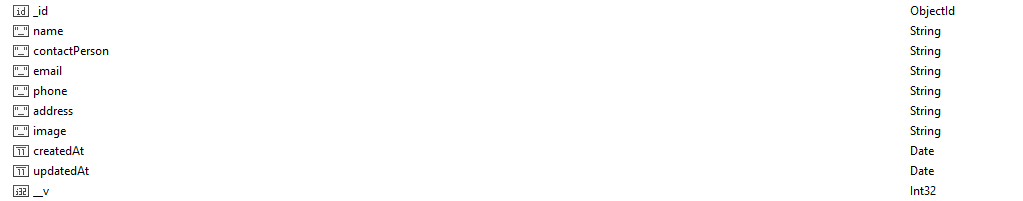 _id ObjectId
name String
contactPerson String
email String
phone String
address String
image String
createdAt Date
updatedAt Date
__v Int32